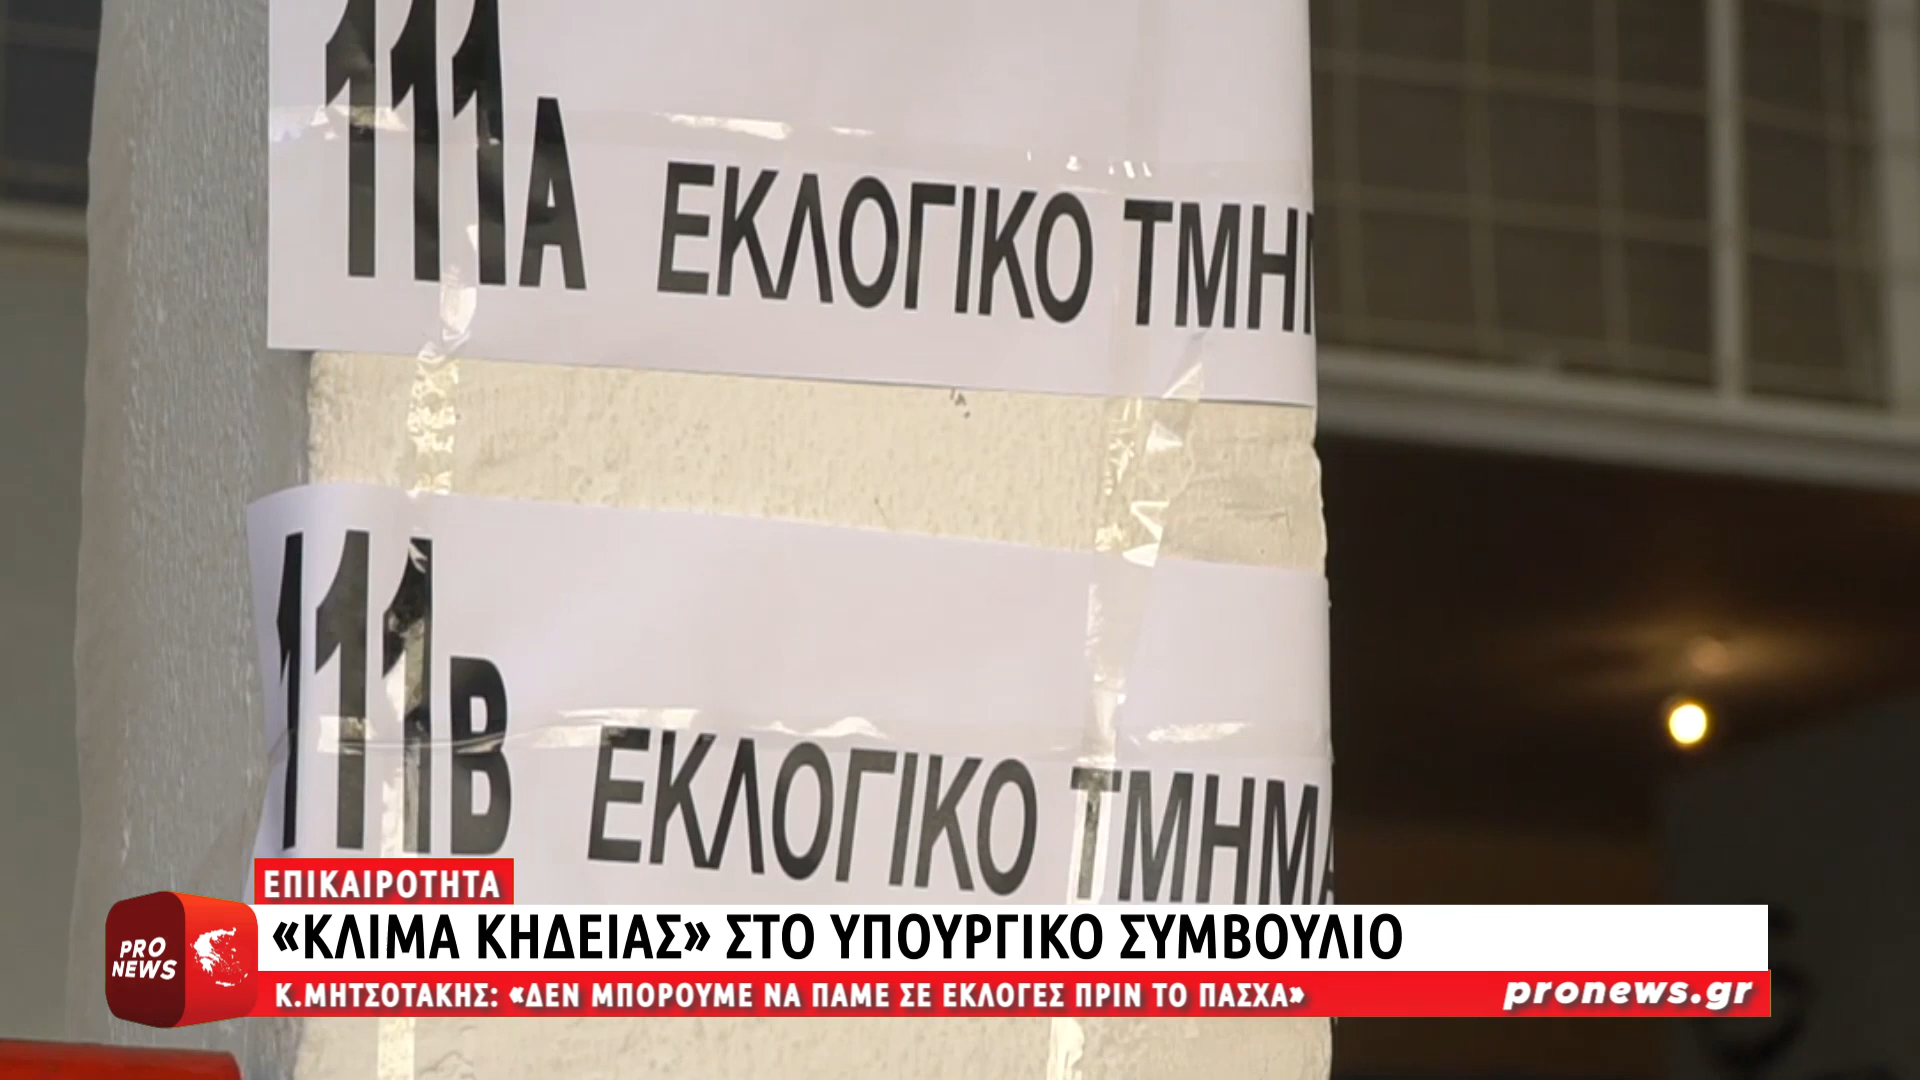 111Α ΕΚΛΟΓΙΚΟ ΤΜΗΜ
111Β ΕΚΛΟΓΙΚΟ ΤΜΗΜΑ
ΕΠΙΚΑΙΡΟΤΗΤΑ
«ΚΛΙΜΑ ΚΗΔΕΙΑΣ» ΣΤΟ ΥΠΟΥΡΓΙΚΟ ΣΥΜΒΟΥΛΙΟ
PRO NEWS
Κ.ΜΗΤΣΟΤΑΚΗΣ: «ΔΕΝ ΜΠΟΡΟΥΜΕ ΝΑ ΠΑΜΕ ΣΕ ΕΚΛΟΓΕΣ ΠΡΙΝ ΤΟ ΠΑΣΧΑ»
pronews.gr